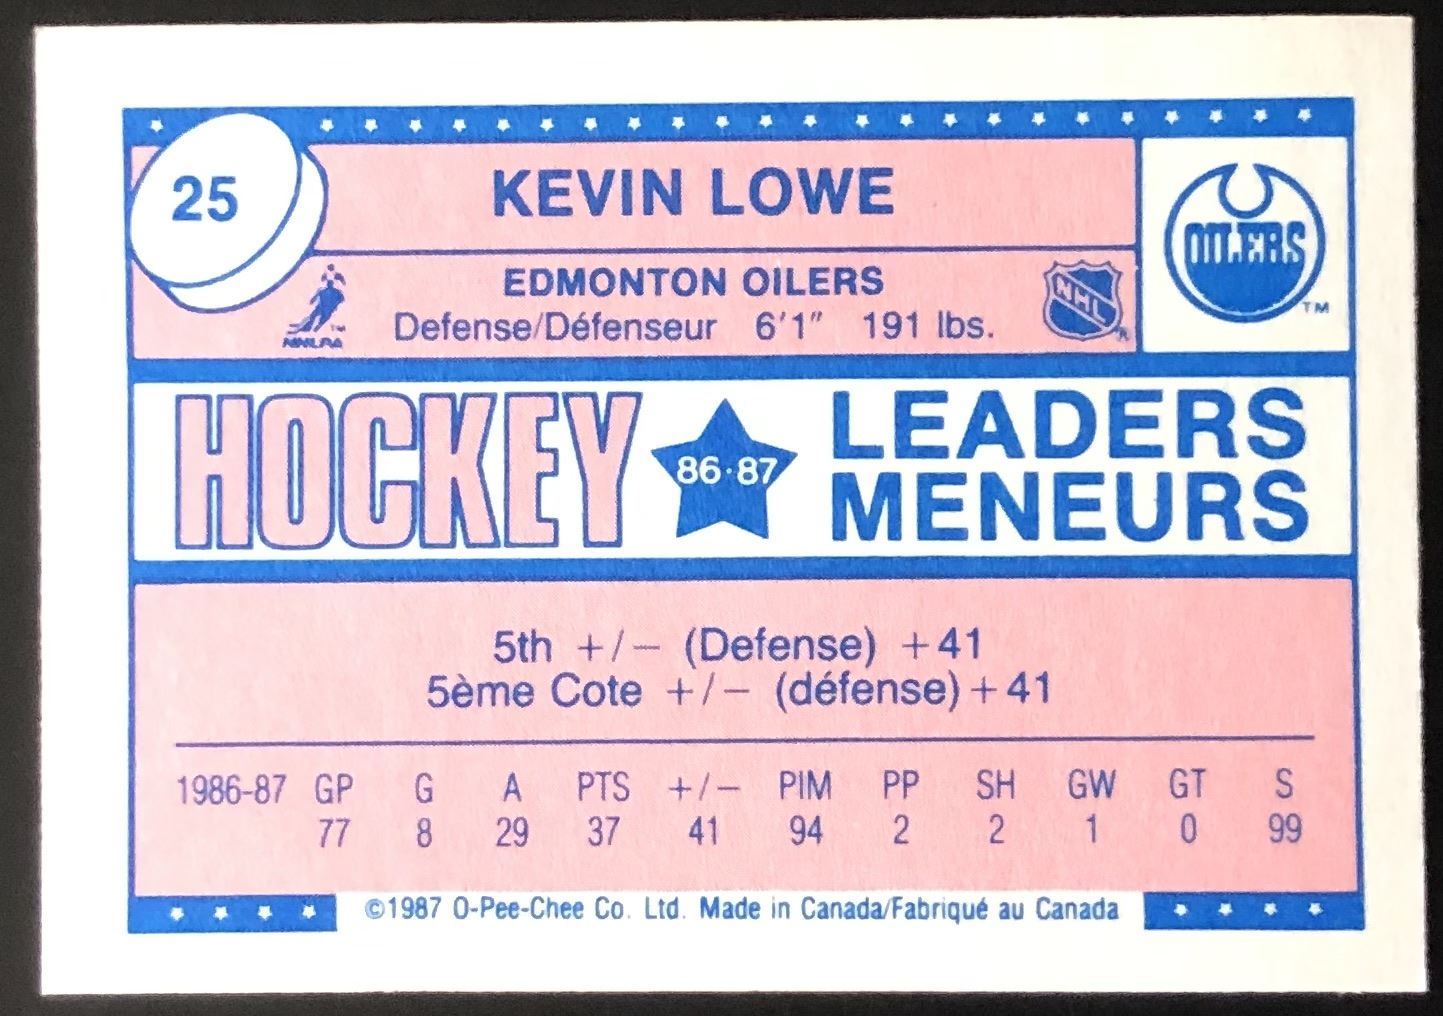 25
KEVIN LOWE
OILERS
TM
EDMONTON OILERS
NHLPA
TM
Defense/Défenseur 6'1" 191 lbs.
NHL
®
HOCKEY
86·87
LEADERS
MENEURS
5th +/− (Defense) +41
5ème Cote +/− (défense) +41
1986-87 GP G A PTS +/− PIM PP SH GW GT S
77 8 29 37 41 94 2 2 1 0 99
©1987 O-Pee-Chee Co. Ltd. Made in Canada/Fabriqué au Canada